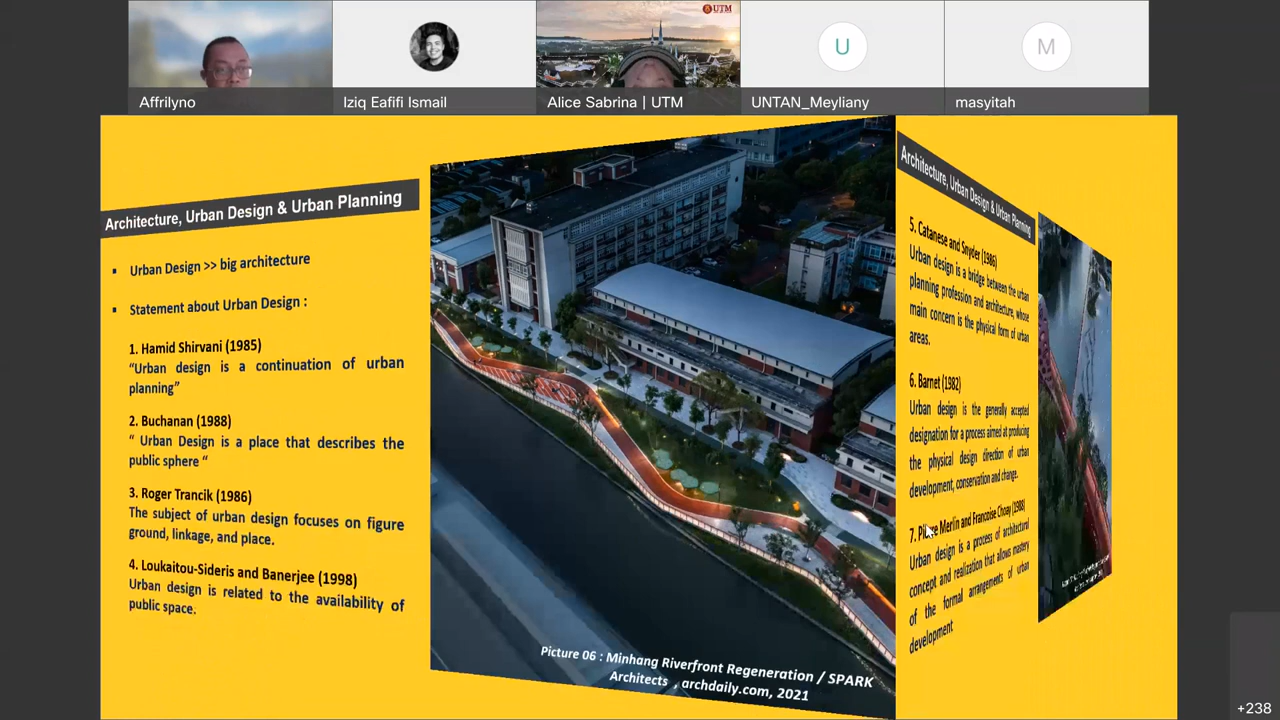 UTM
Affrilyno
Iziq Eafifi Ismail
Alice Sabrina | UTM
U
UNTAN_Meyliany
M
masyitah
Architecture, Urban Design & Urban Planning
▪ Urban Design >> big architecture
▪ Statement about Urban Design :
1. Hamid Shirvani (1985)
“Urban design is a continuation of urban
planning”
2. Buchanan (1988)
“ Urban Design is a place that describes the
public sphere “
3. Roger Trancik (1986)
The subject of urban design focuses on figure
ground, linkage, and place.
4. Loukaitou-Sideris and Banerjee (1998)
Urban design is related to the availability of
public space.
Picture 06 : Minhang Riverfront Regeneration / SPARK
Architects , archdaily.com, 2021
Architecture, Urban Design & Urban Planning
5. Catanese and Snyder (1986)
Urban design is a bridge between the urban
planning profession and architecture, whose
main concern is the physical form of urban
areas.
6. Barnet (1982)
Urban design is the generally accepted
designation for a process aimed at producing
the physical design direction of urban
development, conservation and change.
7. Merlin and Francoise Choay (1988)
Urban design is a process of architectural
concept and realization that allows mastery
of the formal arrangements of urban
development
+238